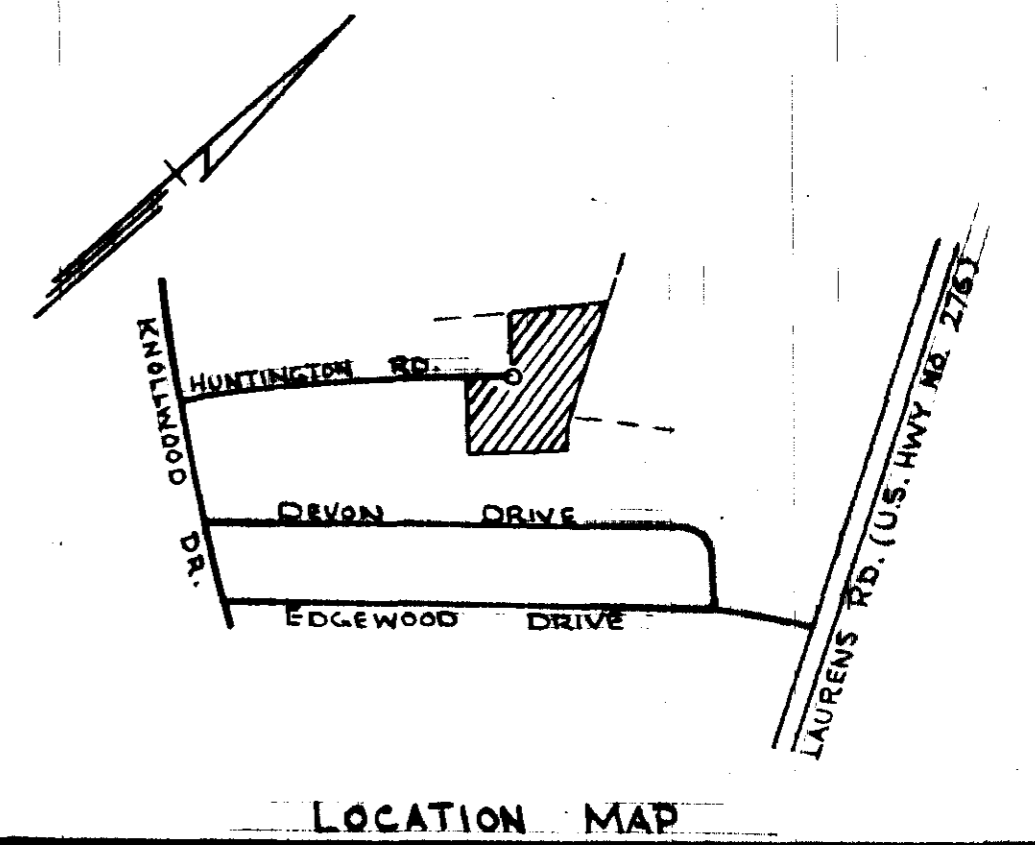 KNOLLWOOD DR.
HUNTINGTON RD.
DEVON DRIVE
EDGEWOOD DRIVE
LAURENS RD. (U.S. HWY NO. 276)
LOCATION MAP